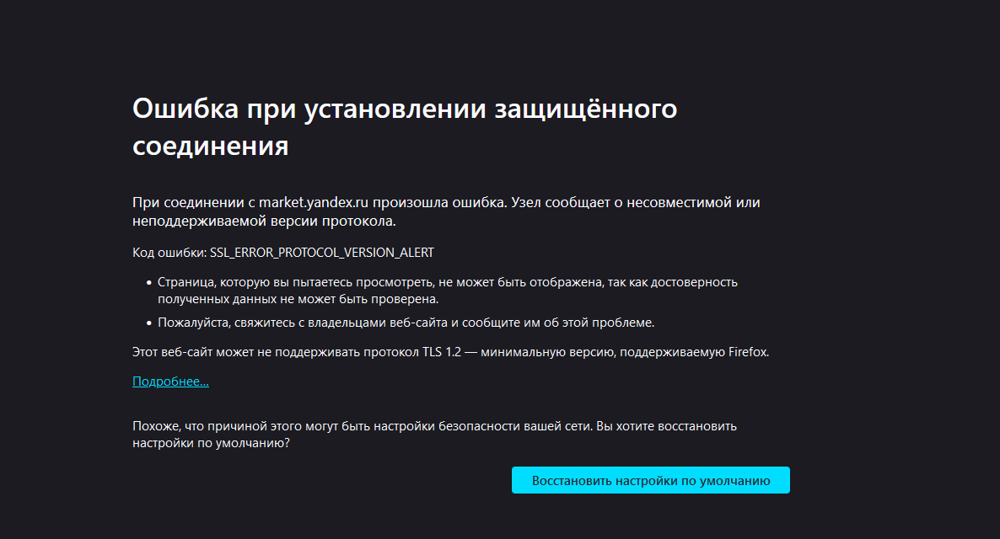 Ошибка при установлении защищённого
соединения
При соединении с market.yandex.ru произошла ошибка. Узел сообщает о несовместимой или
неподдерживаемой версии протокола.
Код ошибки: SSL_ERROR_PROTOCOL_VERSION_ALERT
• Страница, которую вы пытаетесь просмотреть, не может быть отображена, так как достоверность
полученных данных не может быть проверена.
• Пожалуйста, свяжитесь с владельцами веб-сайта и сообщите им об этой проблеме.
Этот веб-сайт может не поддерживать протокол TLS 1.2 — минимальную версию, поддерживаемую Firefox.
Подробнее...
Похоже, что причиной этого могут быть настройки безопасности вашей сети. Вы хотите восстановить
настройки по умолчанию?
Восстановить настройки по умолчанию